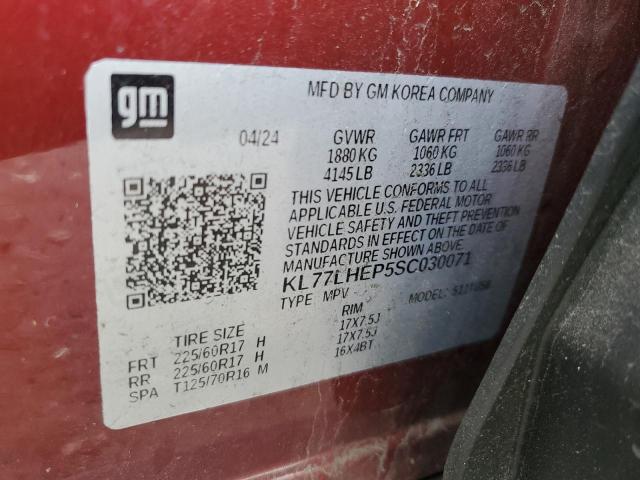 gm
MFD BY GM KOREA COMPANY
04/24 GVWR GAWR FRT GAWR RR
1880 KG 1060 KG 1060 KG
4145 LB 2336 LB 2336 LB
THIS VEHICLE CONFORMS TO ALL
APPLICABLE U.S. FEDERAL MOTOR
VEHICLE SAFETY AND THEFT PREVENTION
STANDARDS IN EFFECT ON THE DATE OF
MANUFACTURE SHOWN ABOVE.
KL77LHEP5SC030071
TYPE MPV MODEL:
TIRE SIZE RIM
FRT 225/60R17 H 17X7.5J
RR 225/60R17 H 17X7.5J
SPA T125/70R16 M 16X4BT